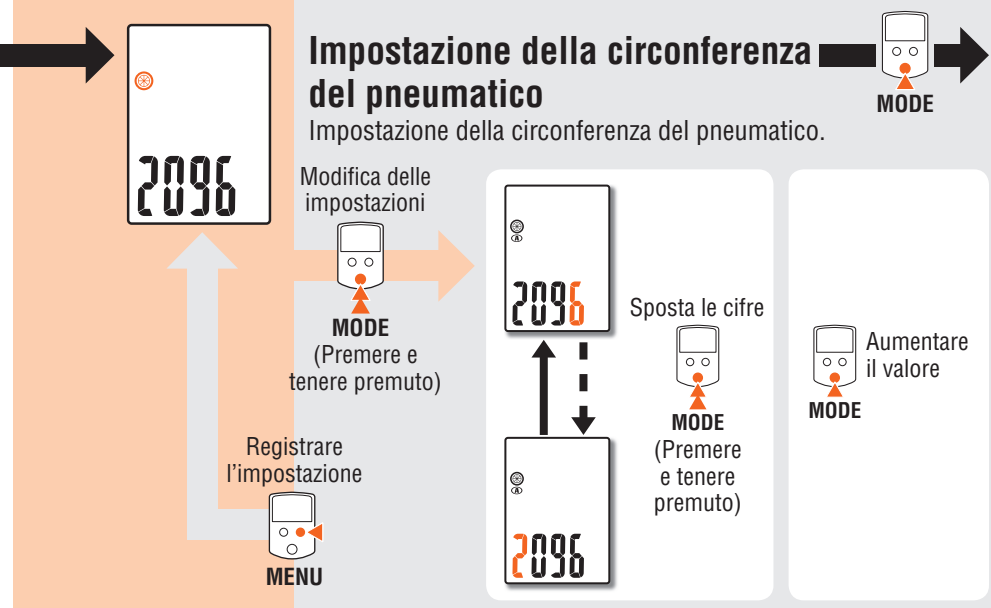 Impostazione della circonferenza
del pneumatico
Impostazione della circonferenza del pneumatico.
MODE
2096
Modifica delle
impostazioni
MODE
(Premere e
tenere premuto)
Registrare
l'impostazione
MENU
A
2096
A
2096
Sposta le cifre
MODE
(Premere
e tenere
premuto)
Aumentare
il valore
MODE